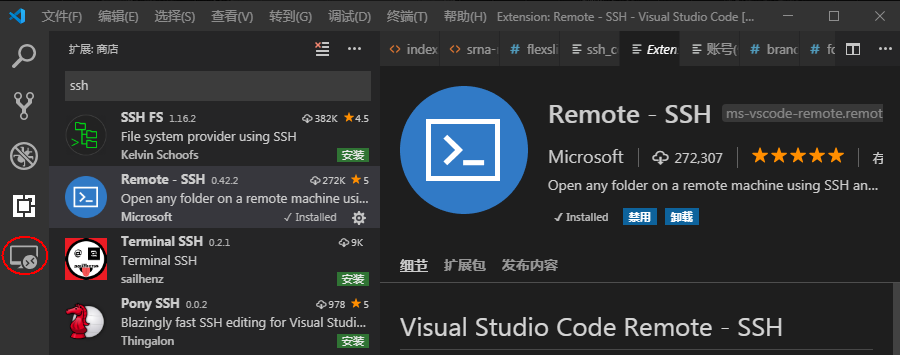 文件(F) 编辑(E) 选择(S) 查看(V) 转到(G) 调试(D) 终端(T) 帮助(H) Extension: Remote - SSH - Visual Studio Code [...
扩展: 商店
index srna-r flexsli ssh_c Exten 账号( bran fo
ssh
SSH FS 1.16.2 382K 4.5
File system provider using SSH
Kelvin Schoofs 安装
Remote - SSH 0.42.2 272K 5
Open any folder on a remote machine usi...
Microsoft ✓ Installed
Terminal SSH 0.2.1 9K
Terminal SSH
sailhenz 安装
Pony SSH 0.0.2 978 5
Blazingly fast SSH editing for Visual Studi...
Thingalon 安装
Remote - SSH ms-vscode-remote.remot
Microsoft 272,307 有
Open any folder on a remote machine using SSH an...
✓ Installed 禁用 卸载
细节 扩展包 发布内容
Visual Studio Code Remote - SSH